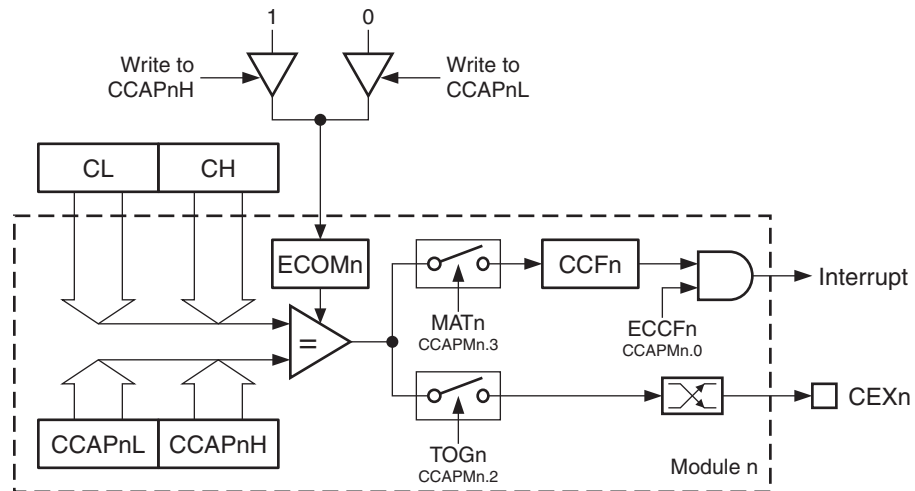 1 0
Write to
CCAPnH
Write to
CCAPnL
CL CH
ECOMn
CCFn
Interrupt
MATn
CCAPMn.3
ECCFn
CCAPMn.0
=
CEXn
CCAPnL CCAPnH
TOGn
CCAPMn.2
Module n